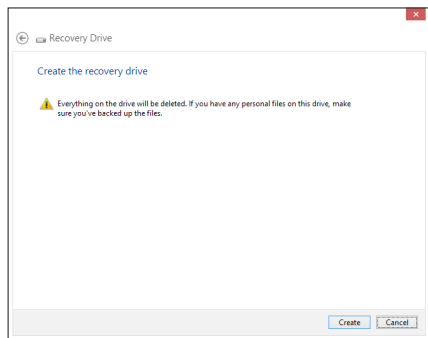 Recovery Drive
Create the recovery drive
Everything on the drive will be deleted. If you have any personal files on this drive, make
sure you've backed up the files.
Create Cancel